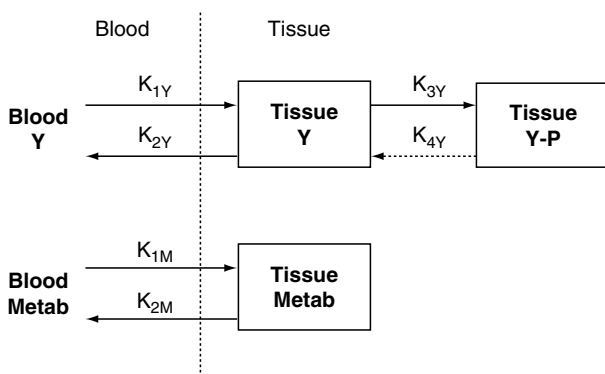 Blood Tissue
K1Y K3Y
Blood
Y
Tissue
Y
Tissue
Y-P
K2Y K4Y
K1M
Blood
Metab
Tissue
Metab
K2M